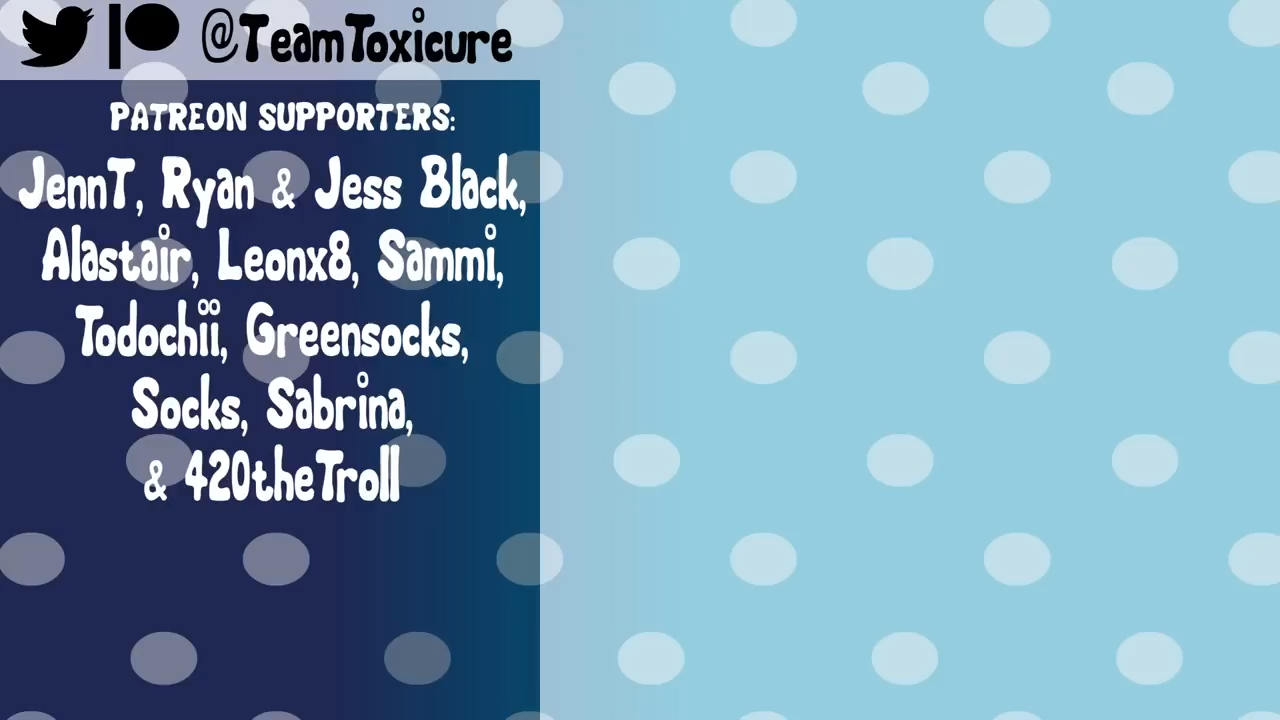 @TeamToxicure
PATREON SUPPORTERS:
JennT, Ryan & Jess Black,
Alastair, Leonx8, Sammi,
Todochii, Greensocks,
Socks, Sabrina,
& 420theTroll